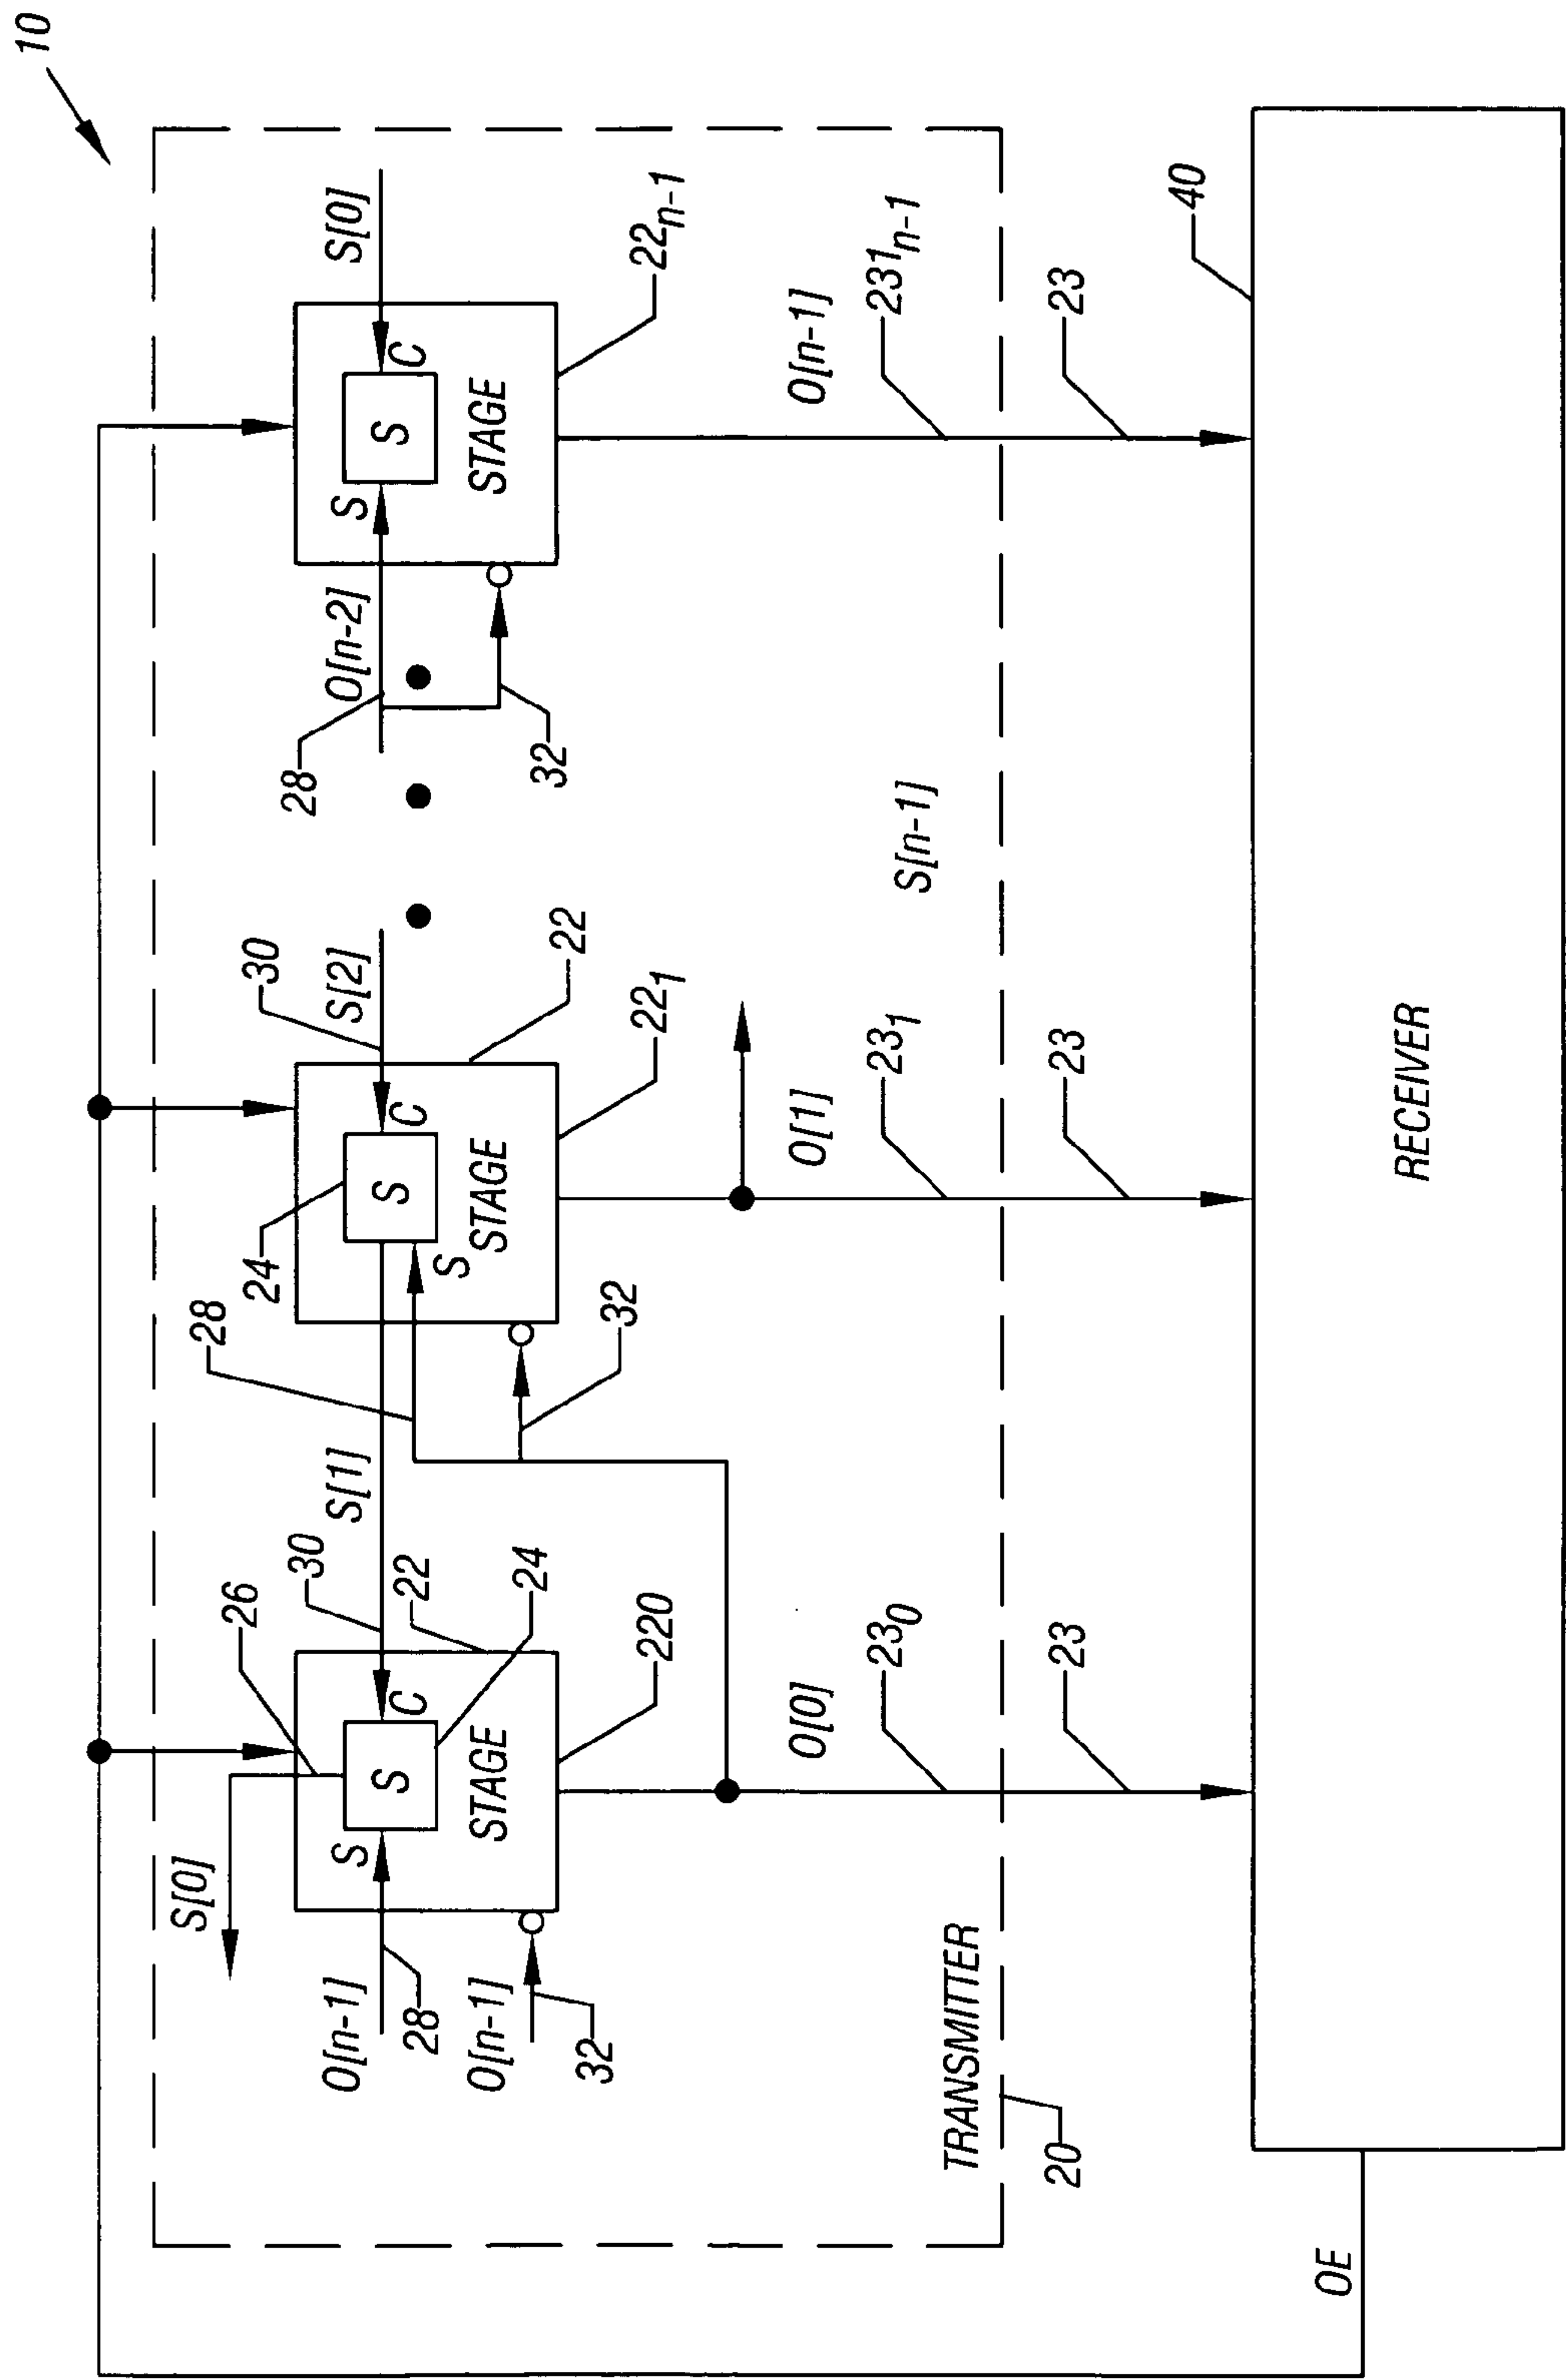 10
S[0]
S[0]
26
30
22
24
S
S
C
STAGE
220
O[n-1]
28
O[n-1]
32
S[1]
28
24
S
S
C
STAGE
22₁
22
30
S[2]
32
28
O[n-2]
32
S
S
C
STAGE
22n-1
O[0]
23₀
23
O[1]
23₁
23
S[n-1]
O[n-1]
231n-1
23
TRANSMITTER
20
40
RECEIVER
OE